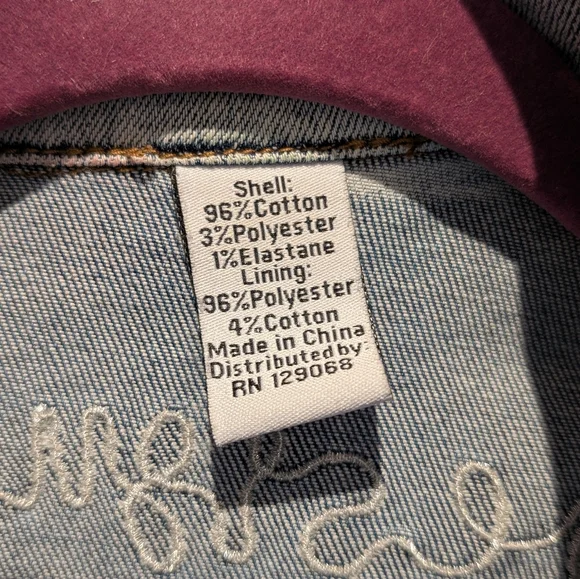 Shell:
96%Cotton
3%Polyester
1%Elastane
Lining:
96%Polyester
4%Cotton
Made in China
Distributed by:
RN 129068